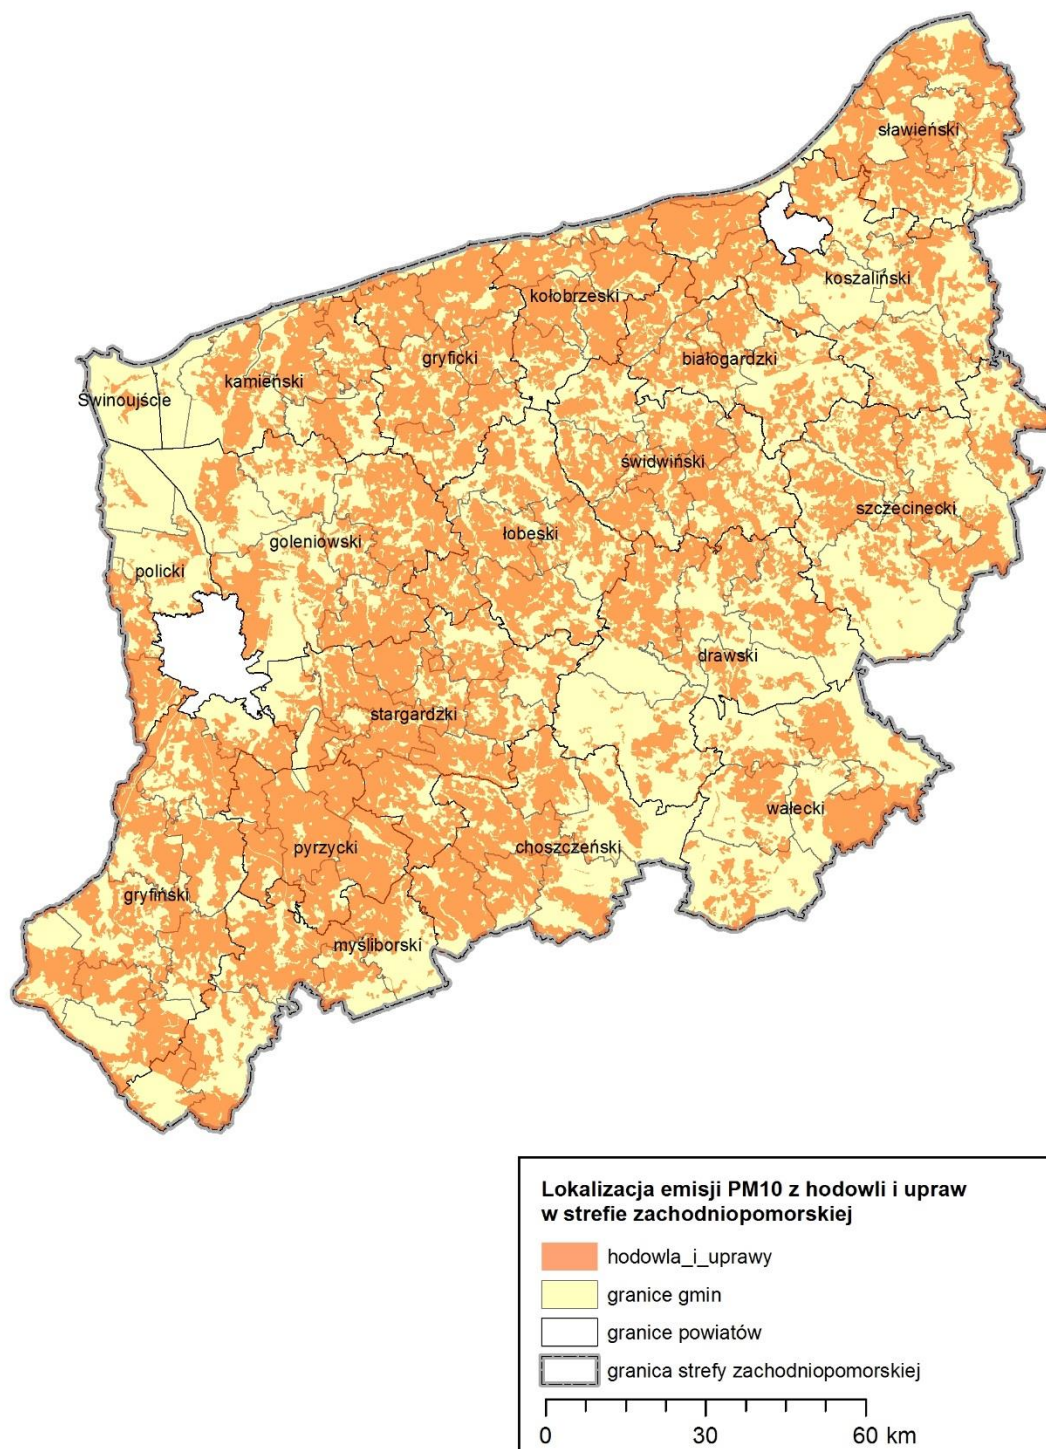 sławieński
koszaliński
kołobrzeski
białogardzki
gryficki
kamieński
Świnoujście
świdwiński
szczecinecki
łobeski
goleniowski
policki
drawski
stargardzki
wałecki
pyrzycki
choszczeński
gryfiński
myśliborski
Lokalizacja emisji PM10 z hodowli i upraw
w strefie zachodniopomorskiej
hodowla_i_uprawy
granice gmin
granice powiatów
granica strefy zachodniopomorskiej
0 30 60 km